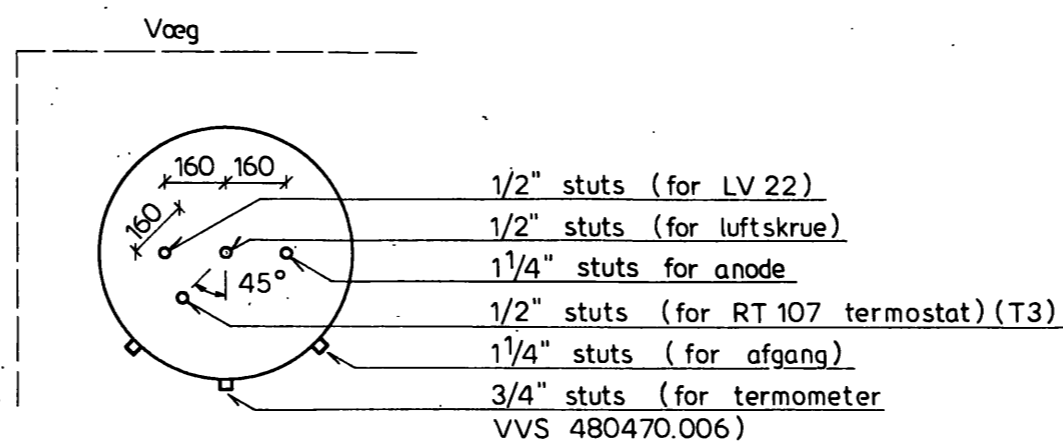 Væg
160 160
160
45°
1/2" stuts (for LV 22)
1/2" stuts (for luftskrue)
1 1/4" stuts for anode
1/2" stuts (for RT 107 termostat) (T3)
1 1/4" stuts (for afgang)
3/4" stuts (for termometer
VVS 480470.006)